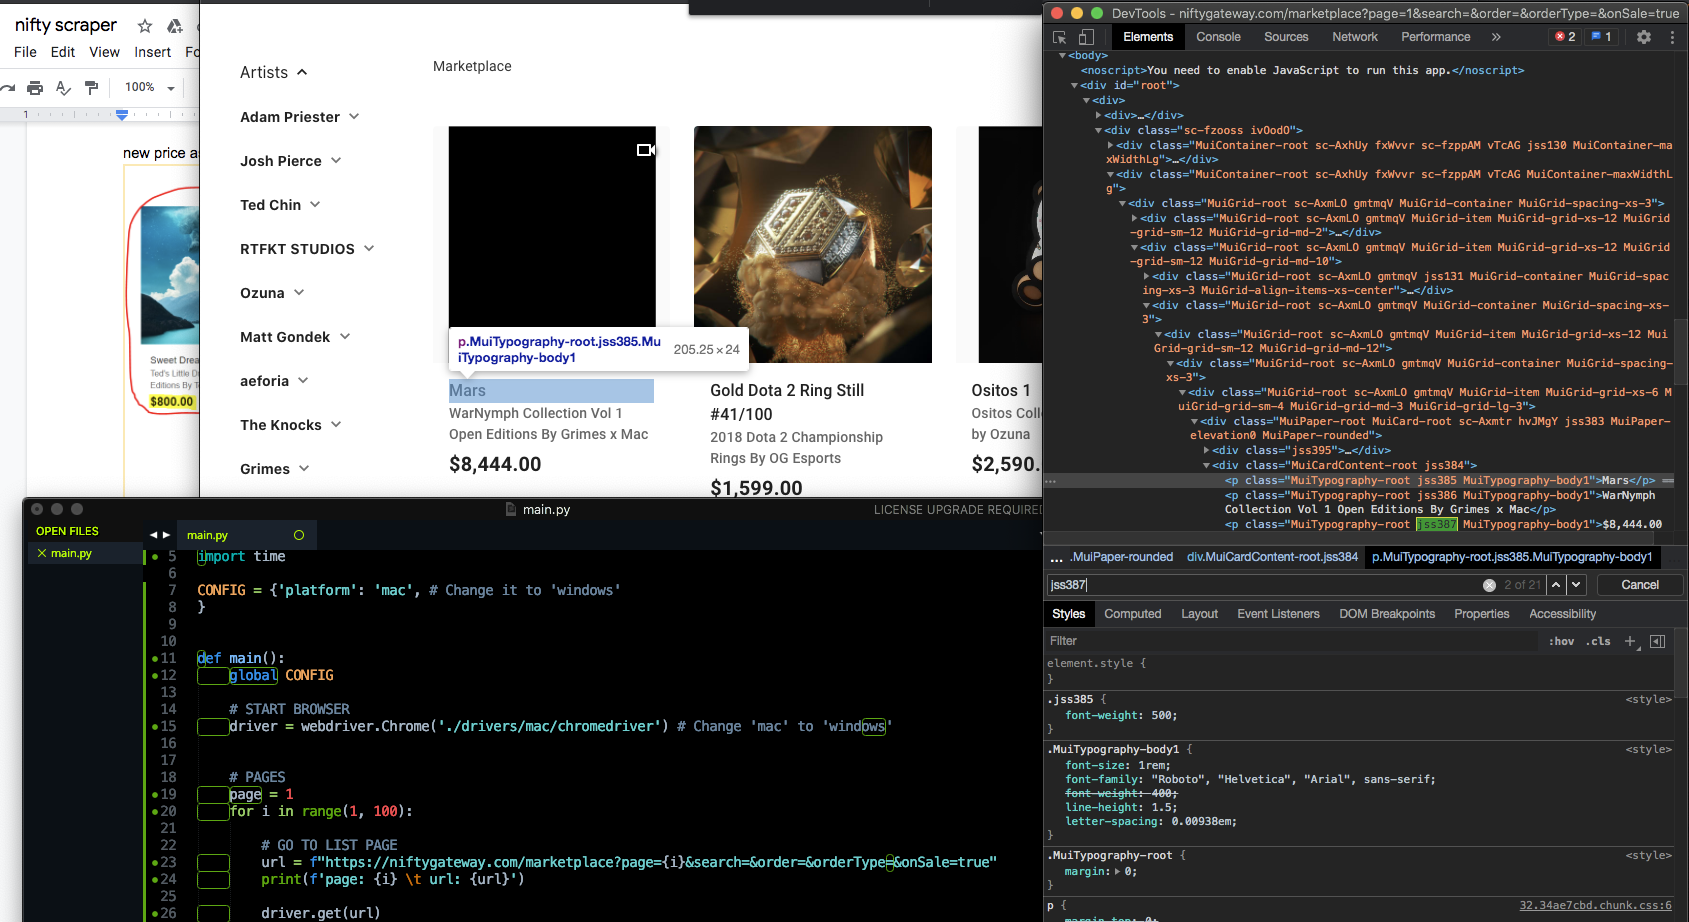 nifty scraper
File Edit View Insert Fo
100%
1
new price as
Sweet Drea
Ted's Little Dr
Editions By Te
$800.00
Artists
Adam Priester
Josh Pierce
Ted Chin
RTFKT STUDIOS
Ozuna
Matt Gondek
aeforia
The Knocks
Grimes
Marketplace
p.MuiTypography-root.jss385.Mu
iTypography-body1
205.25 × 24
Mars
WarNymph Collection Vol 1
Open Editions By Grimes x Mac
$8,444.00
Gold Dota 2 Ring Still
#41/100
2018 Dota 2 Championship
Rings By OG Esports
$1,599.00
Ositos 1
Ositos Colle
by Ozuna
$2,590.
main.py
LICENSE UPGRADE REQUIRED
OPEN FILES
main.py
main.py
5 import time
6
7 CONFIG = {'platform': 'mac', # Change it to 'windows'
8 }
9
10
11 def main():
12 global CONFIG
13
14 # START BROWSER
15 driver = webdriver.Chrome('./drivers/mac/chromedriver') # Change 'mac' to 'windows'
16
17
18 # PAGES
19 page = 1
20 for i in range(1, 100):
21
22 # GO TO LIST PAGE
23 url = f"https://niftygateway.com/marketplace?page={i}&search=&order=&orderType=&onSale=true"
24 print(f'page: {i} \t url: {url}')
25
26 driver.get(url)
DevTools - niftygateway.com/marketplace?page=1&search=&order=&orderType=&onSale=true
Elements Console Sources Network Performance » 2 1
<body>
<noscript>You need to enable JavaScript to run this app.</noscript>
<div id="root">
<div>
<div>…</div>
<div class="sc-fzooss ivOodO">
<div class="MuiContainer-root sc-AxhUy fxWvvr sc-fzppAM vTcAG jss130 MuiContainer-ma
xWidthLg">…</div>
<div class="MuiContainer-root sc-AxhUy fxWvvr sc-fzppAM vTcAG MuiContainer-maxWidthL
g">
<div class="MuiGrid-root sc-AxmLO gmtmqV MuiGrid-container MuiGrid-spacing-xs-3">
<div class="MuiGrid-root sc-AxmLO gmtmqV MuiGrid-item MuiGrid-grid-xs-12 MuiGrid
-grid-sm-12 MuiGrid-grid-md-2">…</div>
<div class="MuiGrid-root sc-AxmLO gmtmqV MuiGrid-item MuiGrid-grid-xs-12 MuiGrid
-grid-sm-12 MuiGrid-grid-md-10">
<div class="MuiGrid-root sc-AxmLO gmtmqV jss131 MuiGrid-container MuiGrid-spac
ing-xs-3 MuiGrid-align-items-xs-center">…</div>
<div class="MuiGrid-root sc-AxmLO gmtmqV MuiGrid-container MuiGrid-spacing-xs-
3">
<div class="MuiGrid-root sc-AxmLO gmtmqV MuiGrid-item MuiGrid-grid-xs-12 Mui
Grid-grid-sm-12 MuiGrid-grid-md-12">
<div class="MuiGrid-root sc-AxmLO gmtmqV MuiGrid-container MuiGrid-spacing-
xs-3">
<div class="MuiGrid-root sc-AxmLO gmtmqV MuiGrid-item MuiGrid-grid-xs-6 M
uiGrid-grid-sm-4 MuiGrid-grid-md-3 MuiGrid-grid-lg-3">
<div class="MuiPaper-root MuiCard-root sc-Axmtr hvJMgY jss383 MuiPaper-
elevation0 MuiPaper-rounded">
<div class="jss395">…</div>
<div class="MuiCardContent-root jss384">
… <p class="MuiTypography-root jss385 MuiTypography-body1">Mars</p> ==
<p class="MuiTypography-root jss386 MuiTypography-body1">WarNymph
Collection Vol 1 Open Editions By Grimes x Mac</p>
<p class="MuiTypography-root jss387 MuiTypography-body1">$8,444.00
… .MuiPaper-rounded div.MuiCardContent-root.jss384 p.MuiTypography-root.jss385.MuiTypography-body1
jss387 2 of 21 Cancel
Styles Computed Layout Event Listeners DOM Breakpoints Properties Accessibility
Filter :hov .cls +
element.style {
}
.jss385 { <style>
font-weight: 500;
}
.MuiTypography-body1 { <style>
font-size: 1rem;
font-family: "Roboto", "Helvetica", "Arial", sans-serif;
font-weight: 400;
line-height: 1.5;
letter-spacing: 0.00938em;
}
.MuiTypography-root { <style>
margin: 0;
}
p { 32.34ae7cbd.chunk.css:6
margin-top: 0;